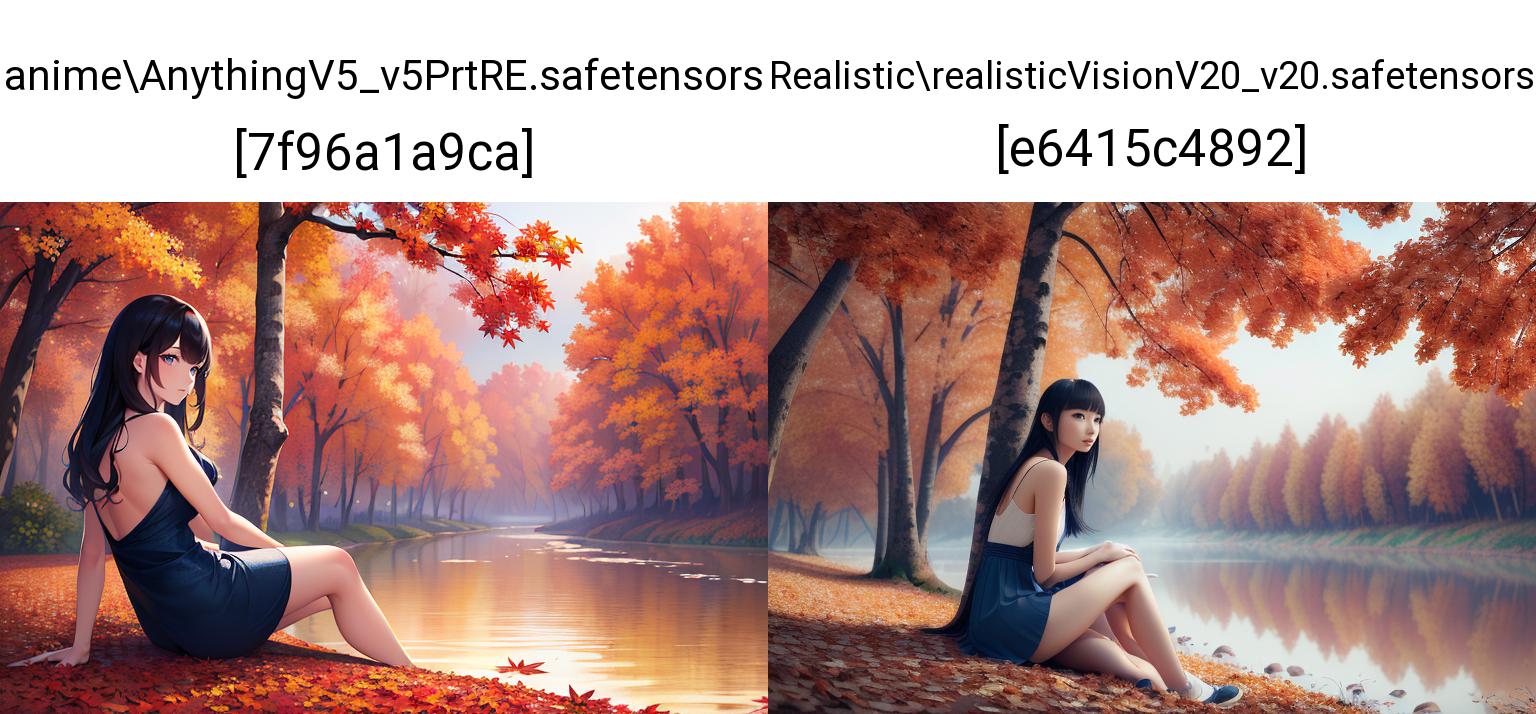 anime\AnythingV5_v5PrtRE.safetensors
[7f96a1a9ca]
Realistic\realisticVisionV20_v20.safetensors
[e6415c4892]